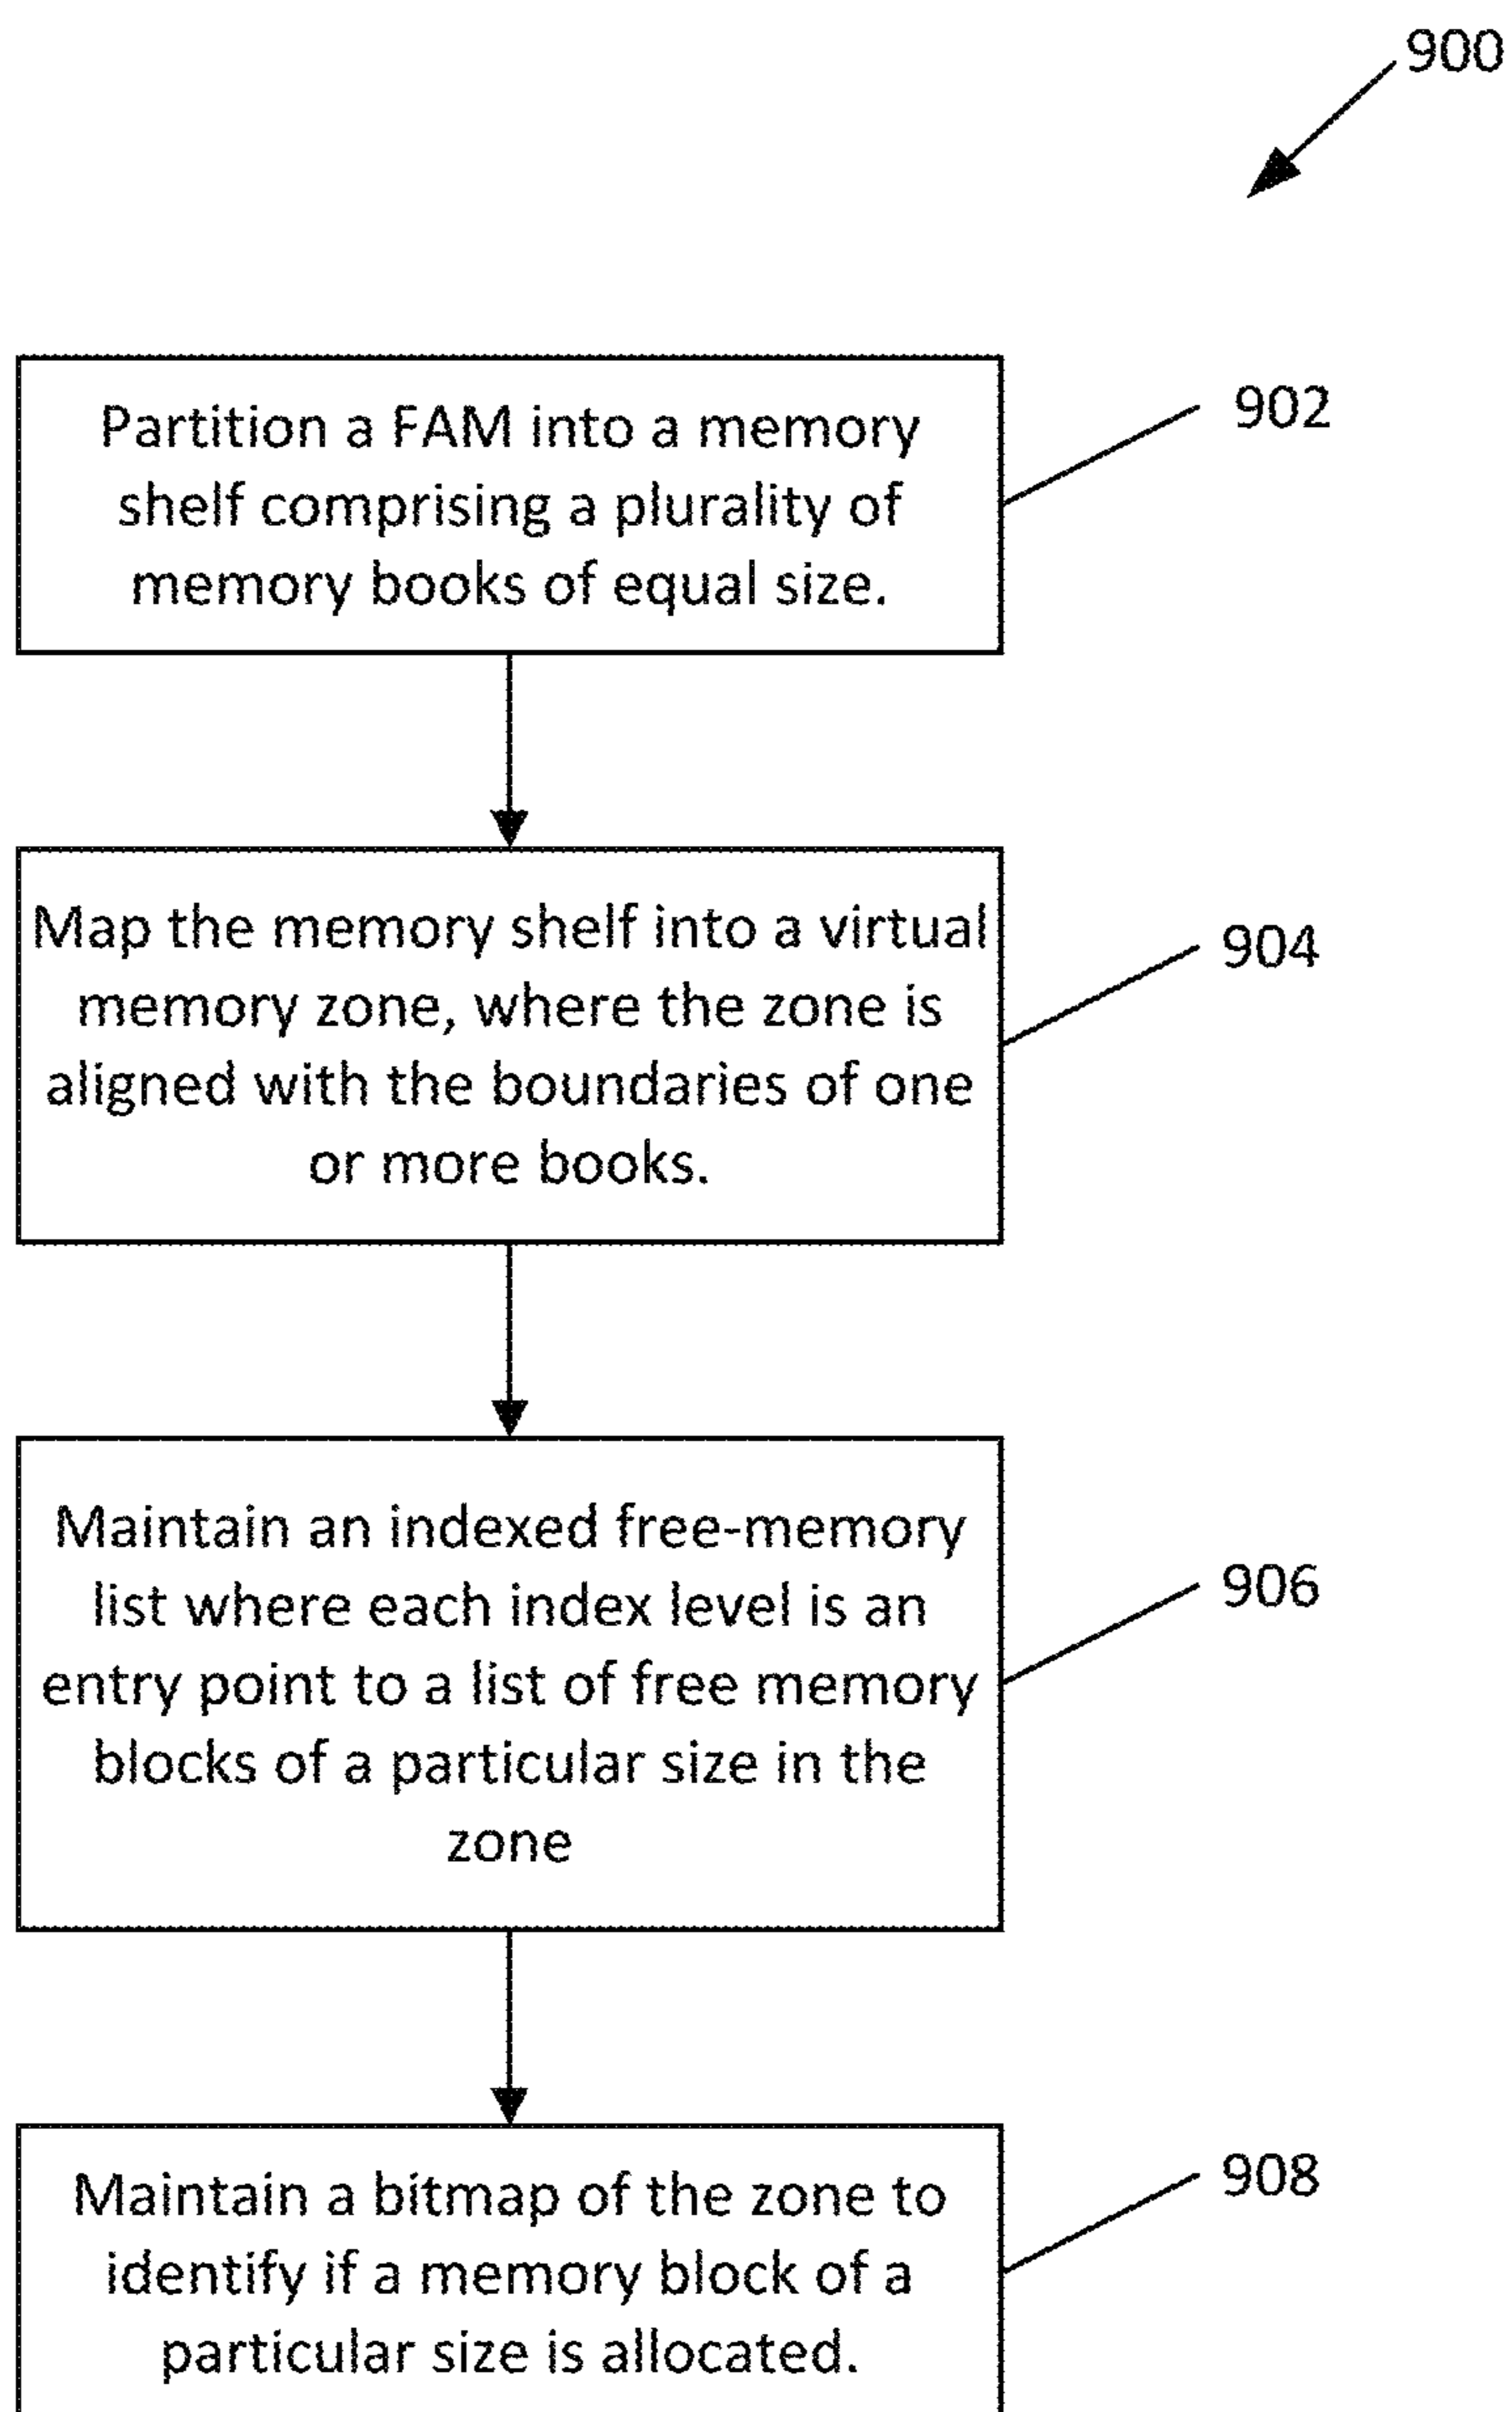 900
Partition a FAM into a memory
shelf comprising a plurality of
memory books of equal size.
902
Map the memory shelf into a virtual
memory zone, where the zone is
aligned with the boundaries of one
or more books.
904
Maintain an indexed free-memory
list where each index level is an
entry point to a list of free memory
blocks of a particular size in the
zone
906
Maintain a bitmap of the zone to
identify if a memory block of a
particular size is allocated.
908